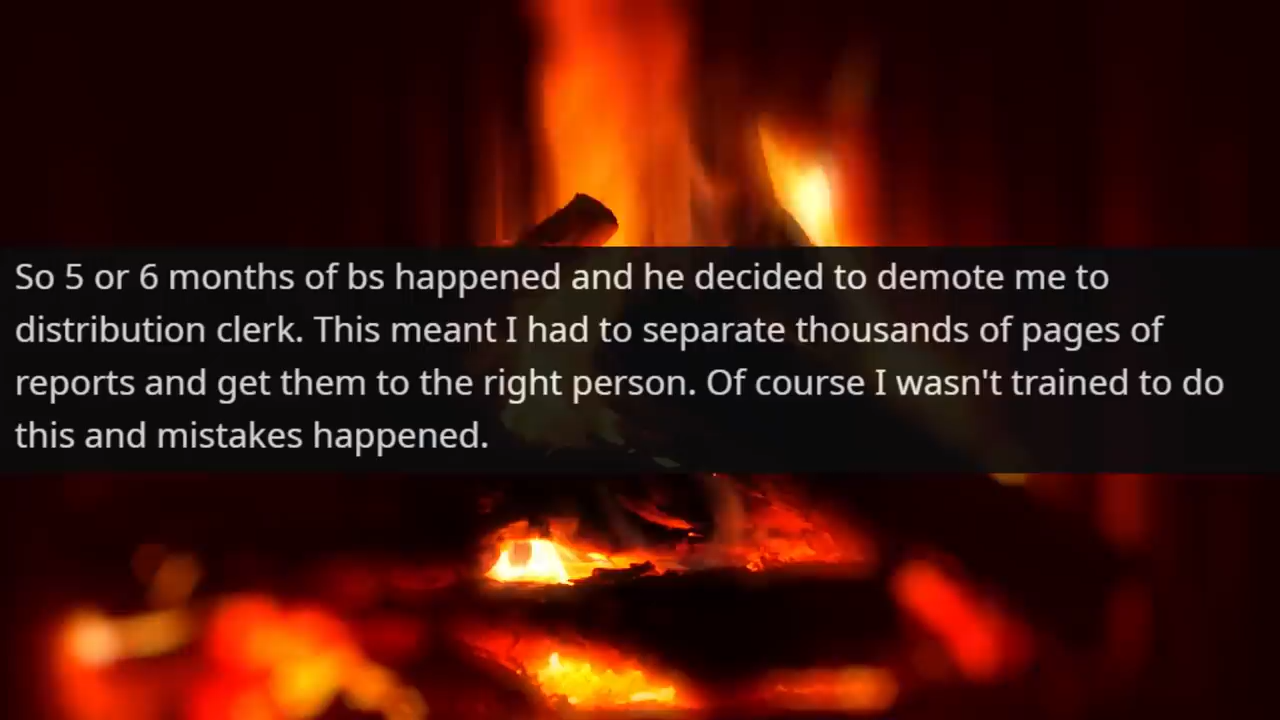 So 5 or 6 months of bs happened and he decided to demote me to
distribution clerk. This meant I had to separate thousands of pages of
reports and get them to the right person. Of course I wasn't trained to do
this and mistakes happened.